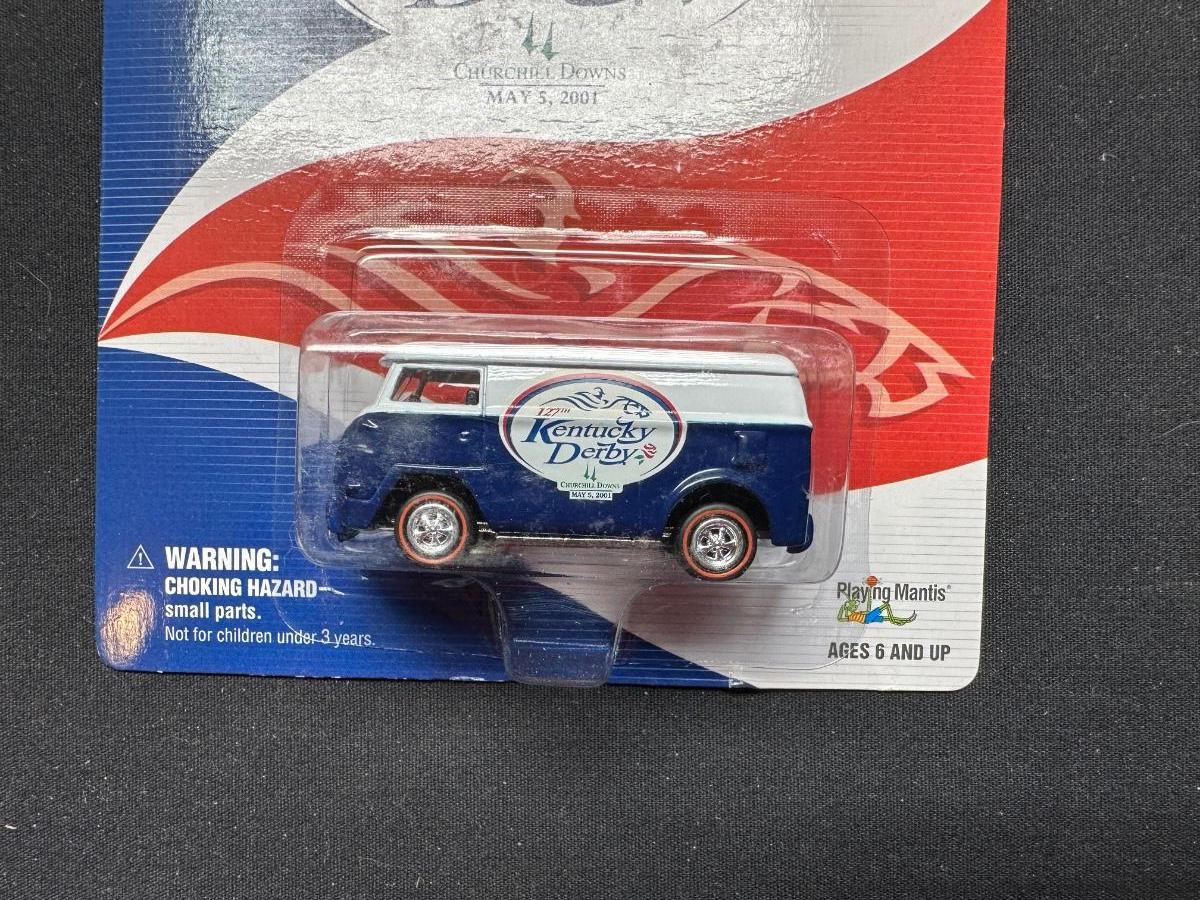 Churchill Downs
MAY 5, 2001
127TH
Kentucky
Derby
Churchill Downs
MAY 5, 2001
WARNING:
CHOKING HAZARD–
small parts.
Not for children under 3 years.
Playing Mantis®
AGES 6 AND UP